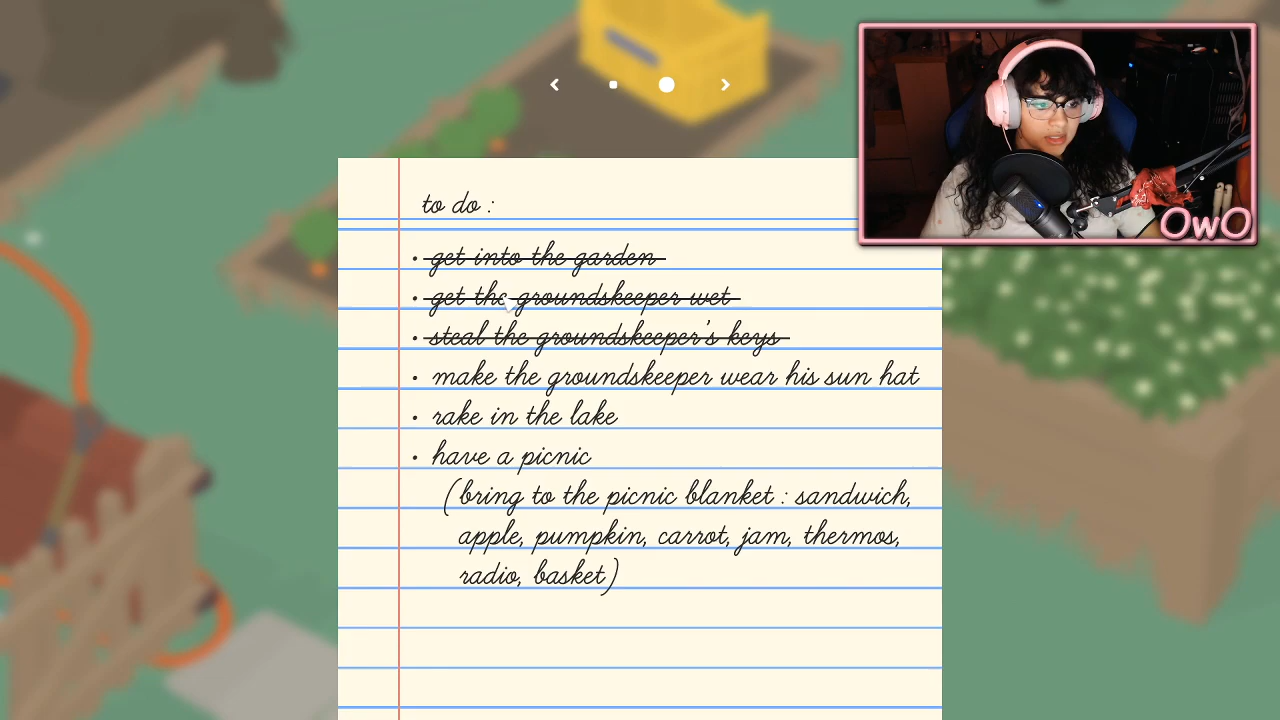 to do :
• get into the garden
• get the groundskeeper wet
• steal the groundskeeper's keys
• make the groundskeeper wear his sun hat
• rake in the lake
• have a picnic
(bring to the picnic blanket : sandwich,
apple, pumpkin, carrot, jam, thermos,
radio, basket)
OwO